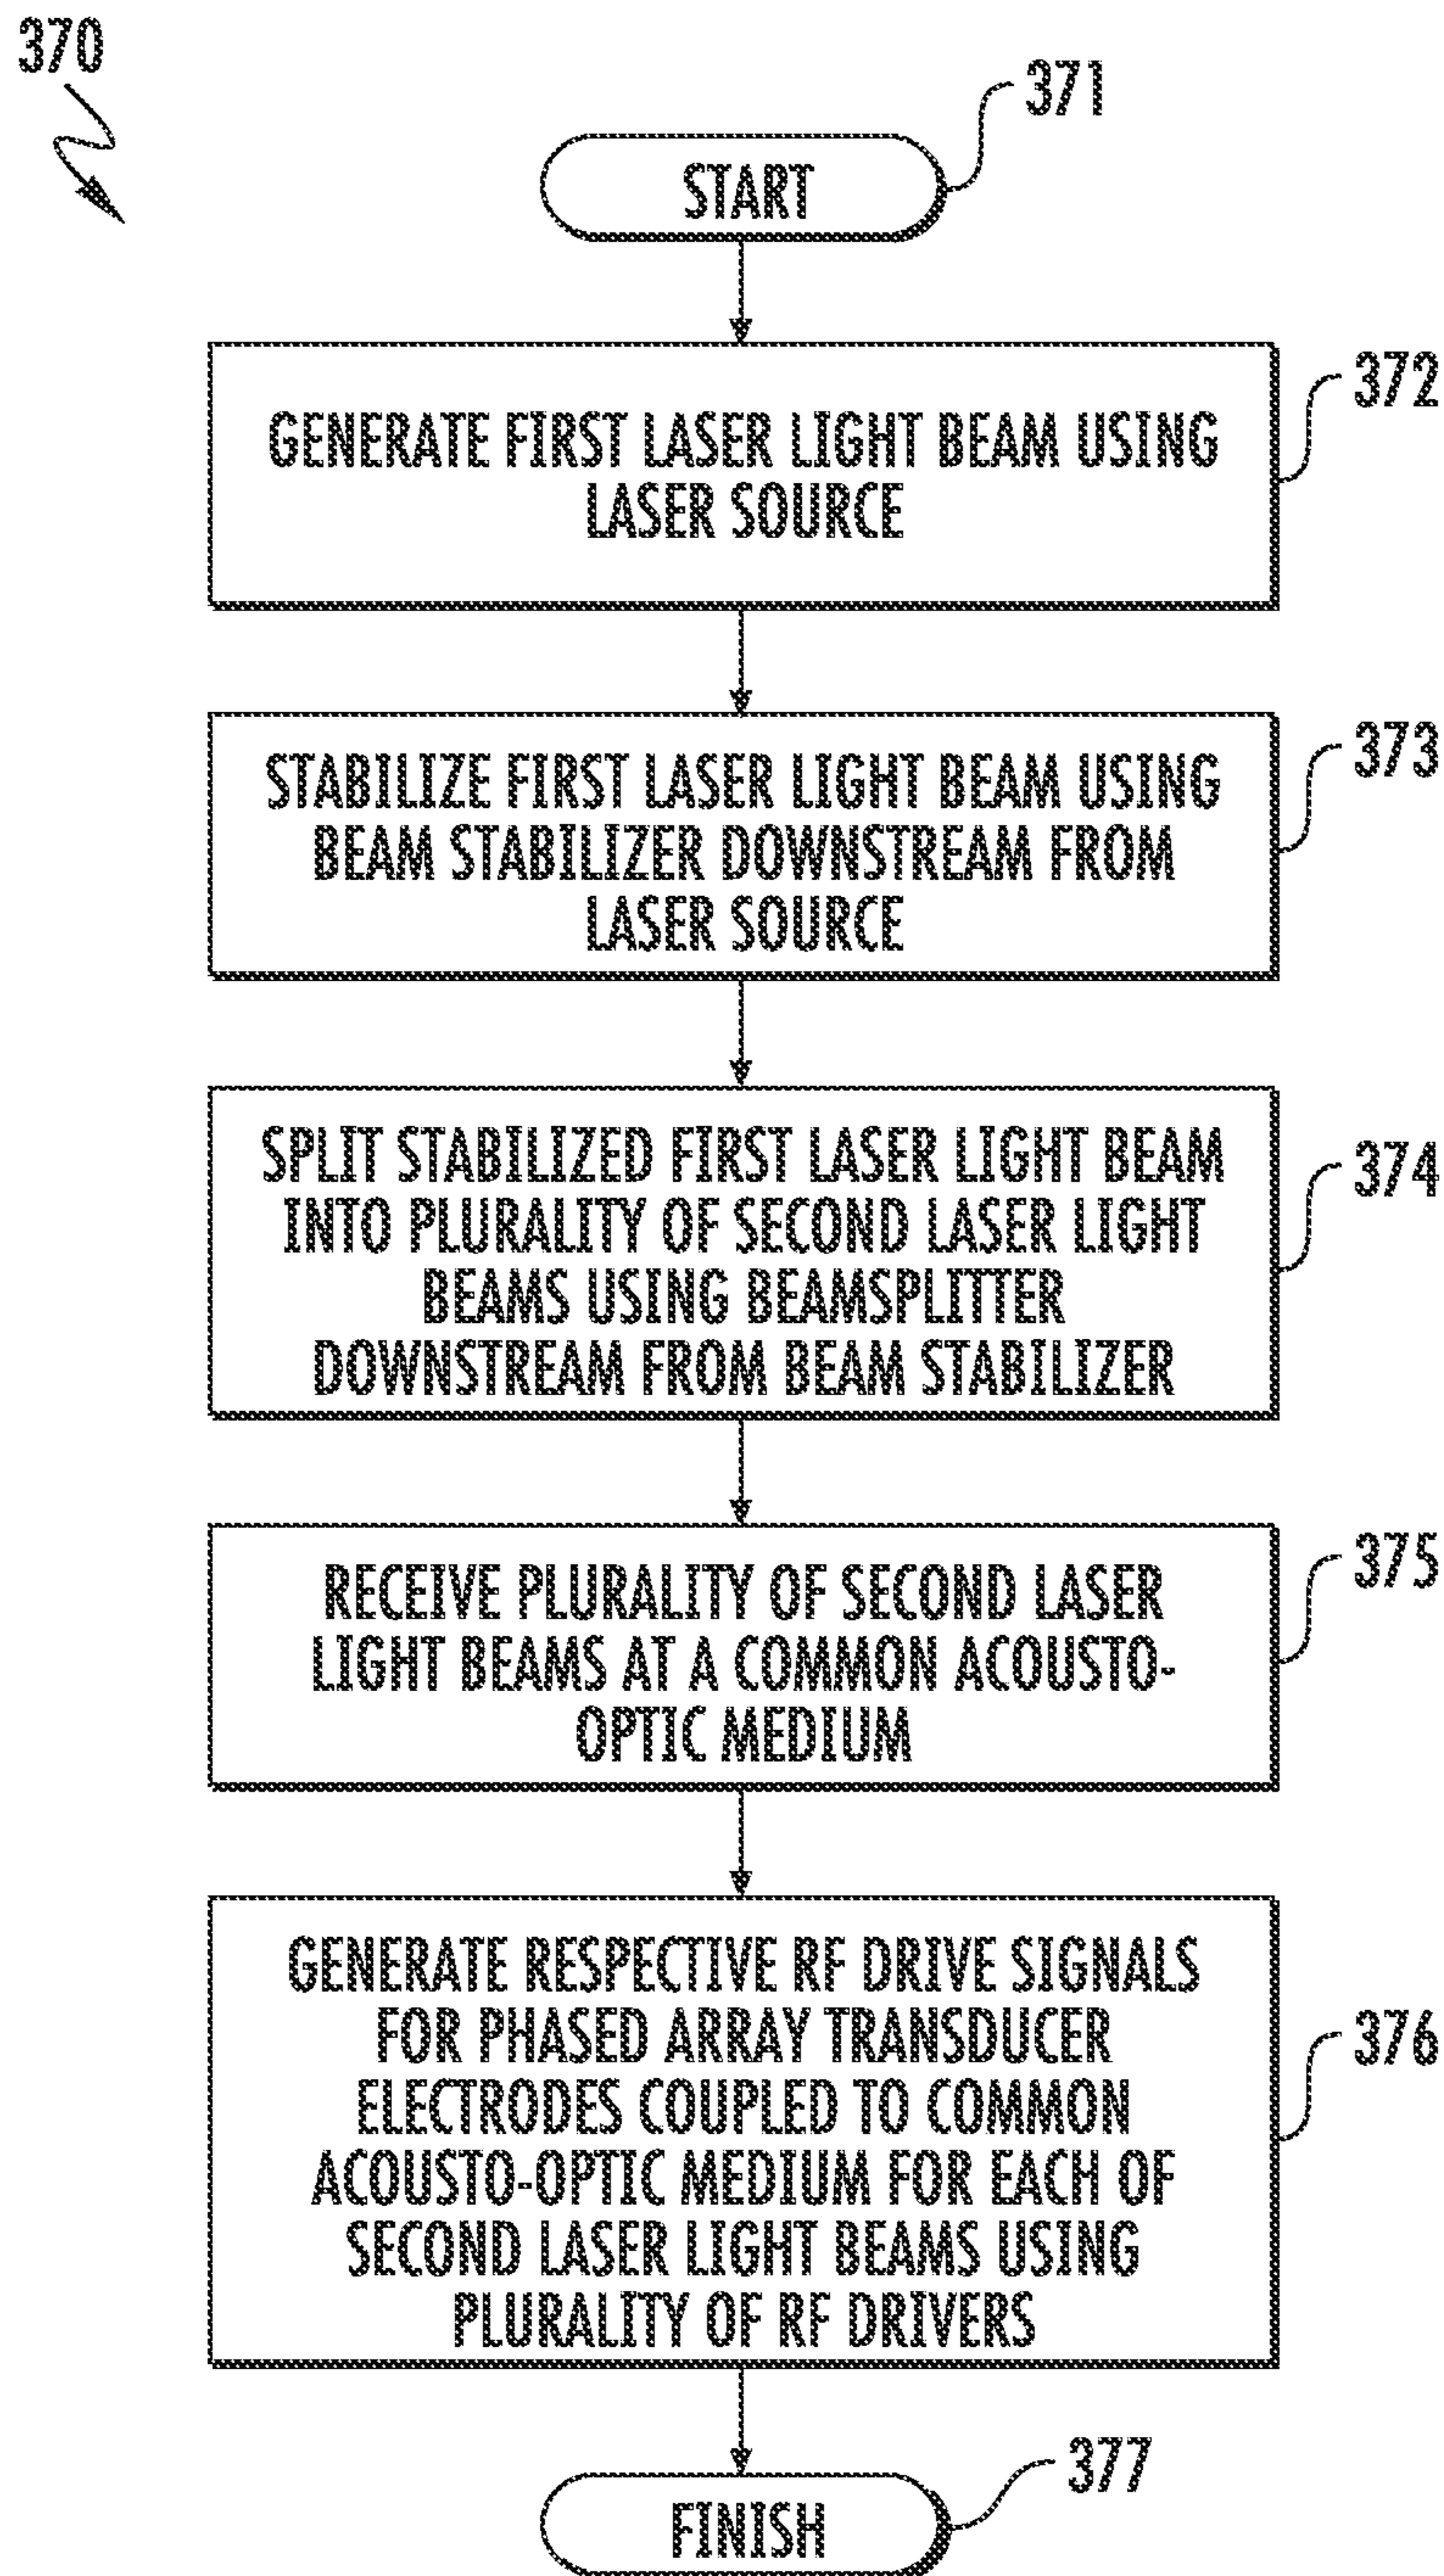 370
371
START
372
GENERATE FIRST LASER LIGHT BEAM USING
LASER SOURCE
373
STABILIZE FIRST LASER LIGHT BEAM USING
BEAM STABILIZER DOWNSTREAM FROM
LASER SOURCE
374
SPLIT STABILIZED FIRST LASER LIGHT BEAM
INTO PLURALITY OF SECOND LASER LIGHT
BEAMS USING BEAMSPLITTER
DOWNSTREAM FROM BEAM STABILIZER
375
RECEIVE PLURALITY OF SECOND LASER
LIGHT BEAMS AT A COMMON ACOUSTO-
OPTIC MEDIUM
376
GENERATE RESPECTIVE RF DRIVE SIGNALS
FOR PHASED ARRAY TRANSDUCER
ELECTRODES COUPLED TO COMMON
ACOUSTO-OPTIC MEDIUM FOR EACH OF
SECOND LASER LIGHT BEAMS USING
PLURALITY OF RF DRIVERS
377
FINISH